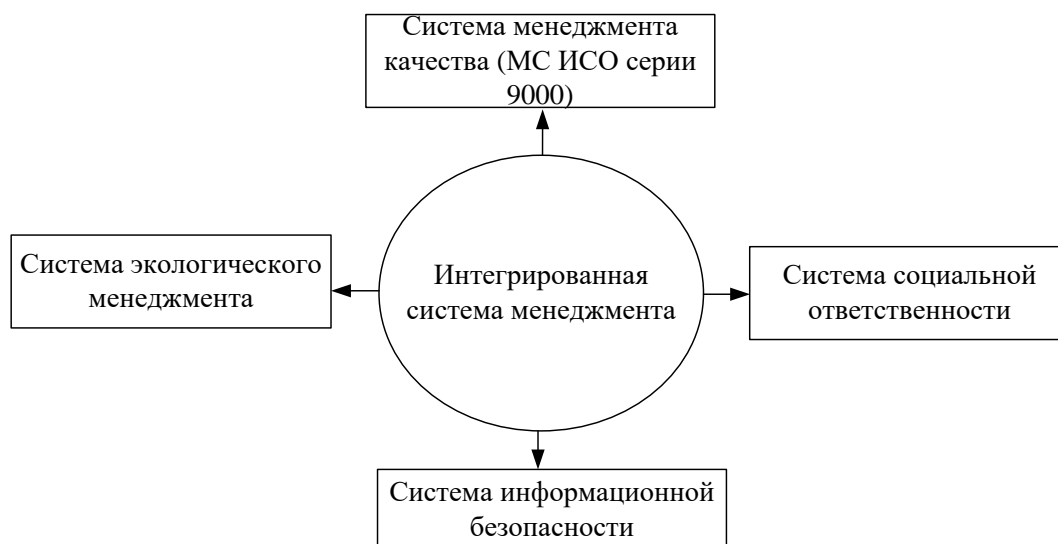 Система менеджмента
качества (МС ИСО серии
9000)
Система экологического
менеджмента
Интегрированная
система менеджмента
Система социальной
ответственности
Система информационной
безопасности